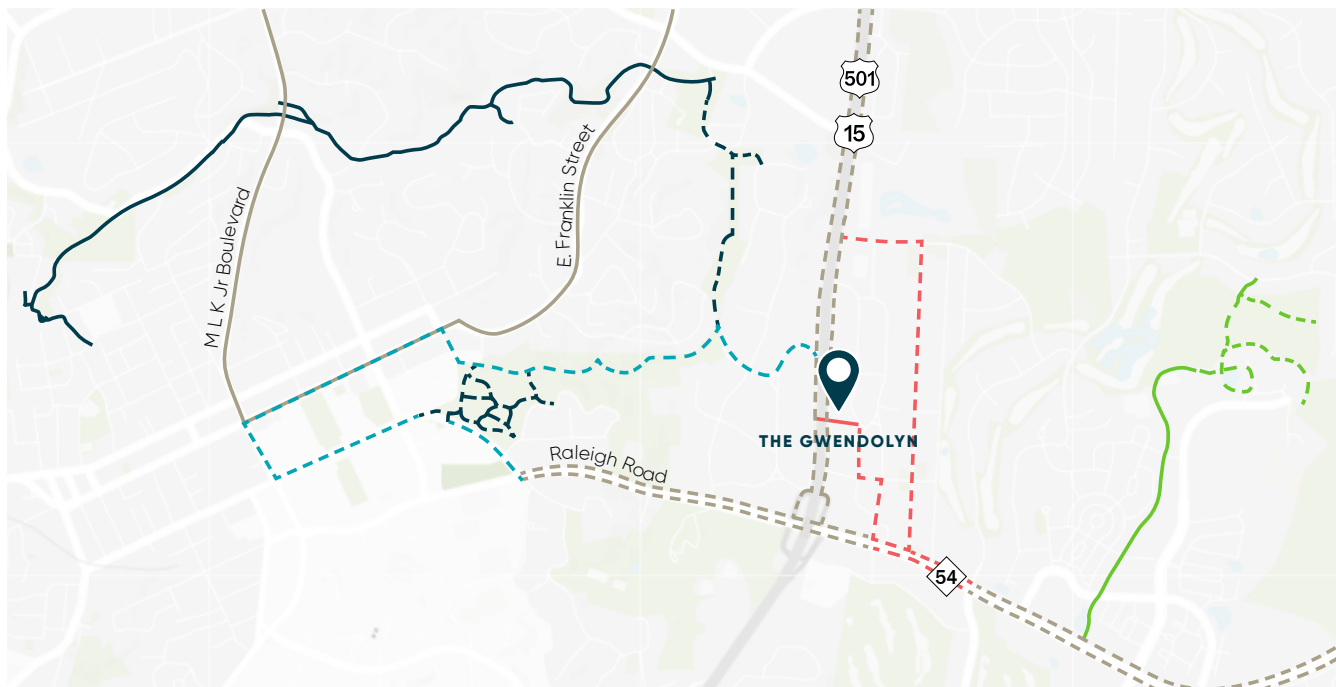 501
15
E. Franklin Street
M L K Jr Boulevard
THE GWENDOLYN
Raleigh Road
54